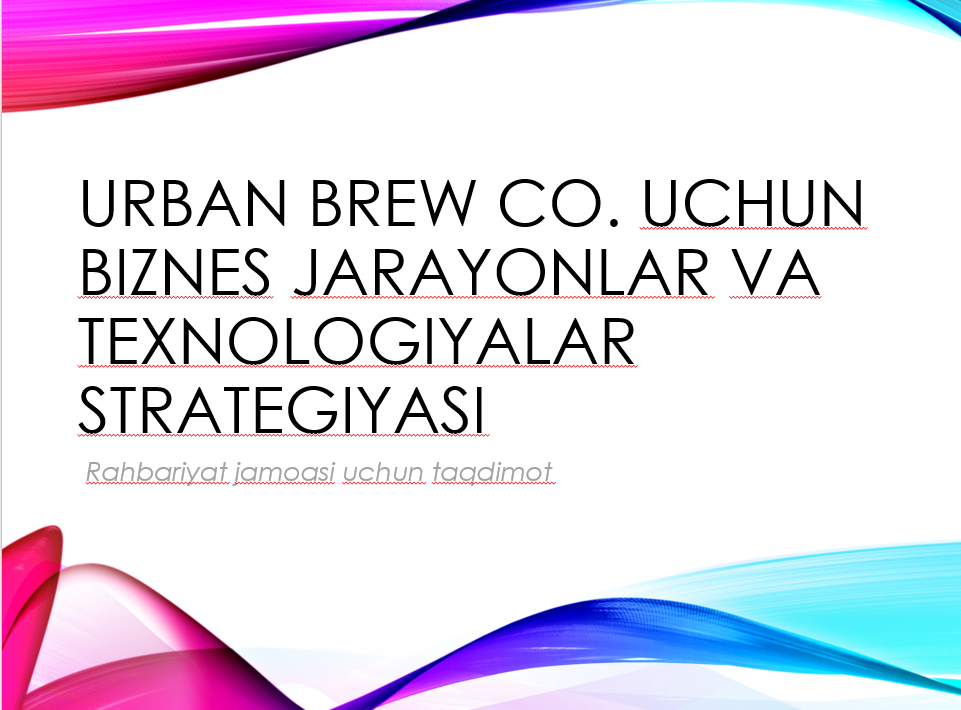 URBAN BREW CO. UCHUN
BIZNES JARAYONLAR VA
TEXNOLOGIYALAR
STRATEGIYASI
Rahbariyat jamoasi uchun taqdimot